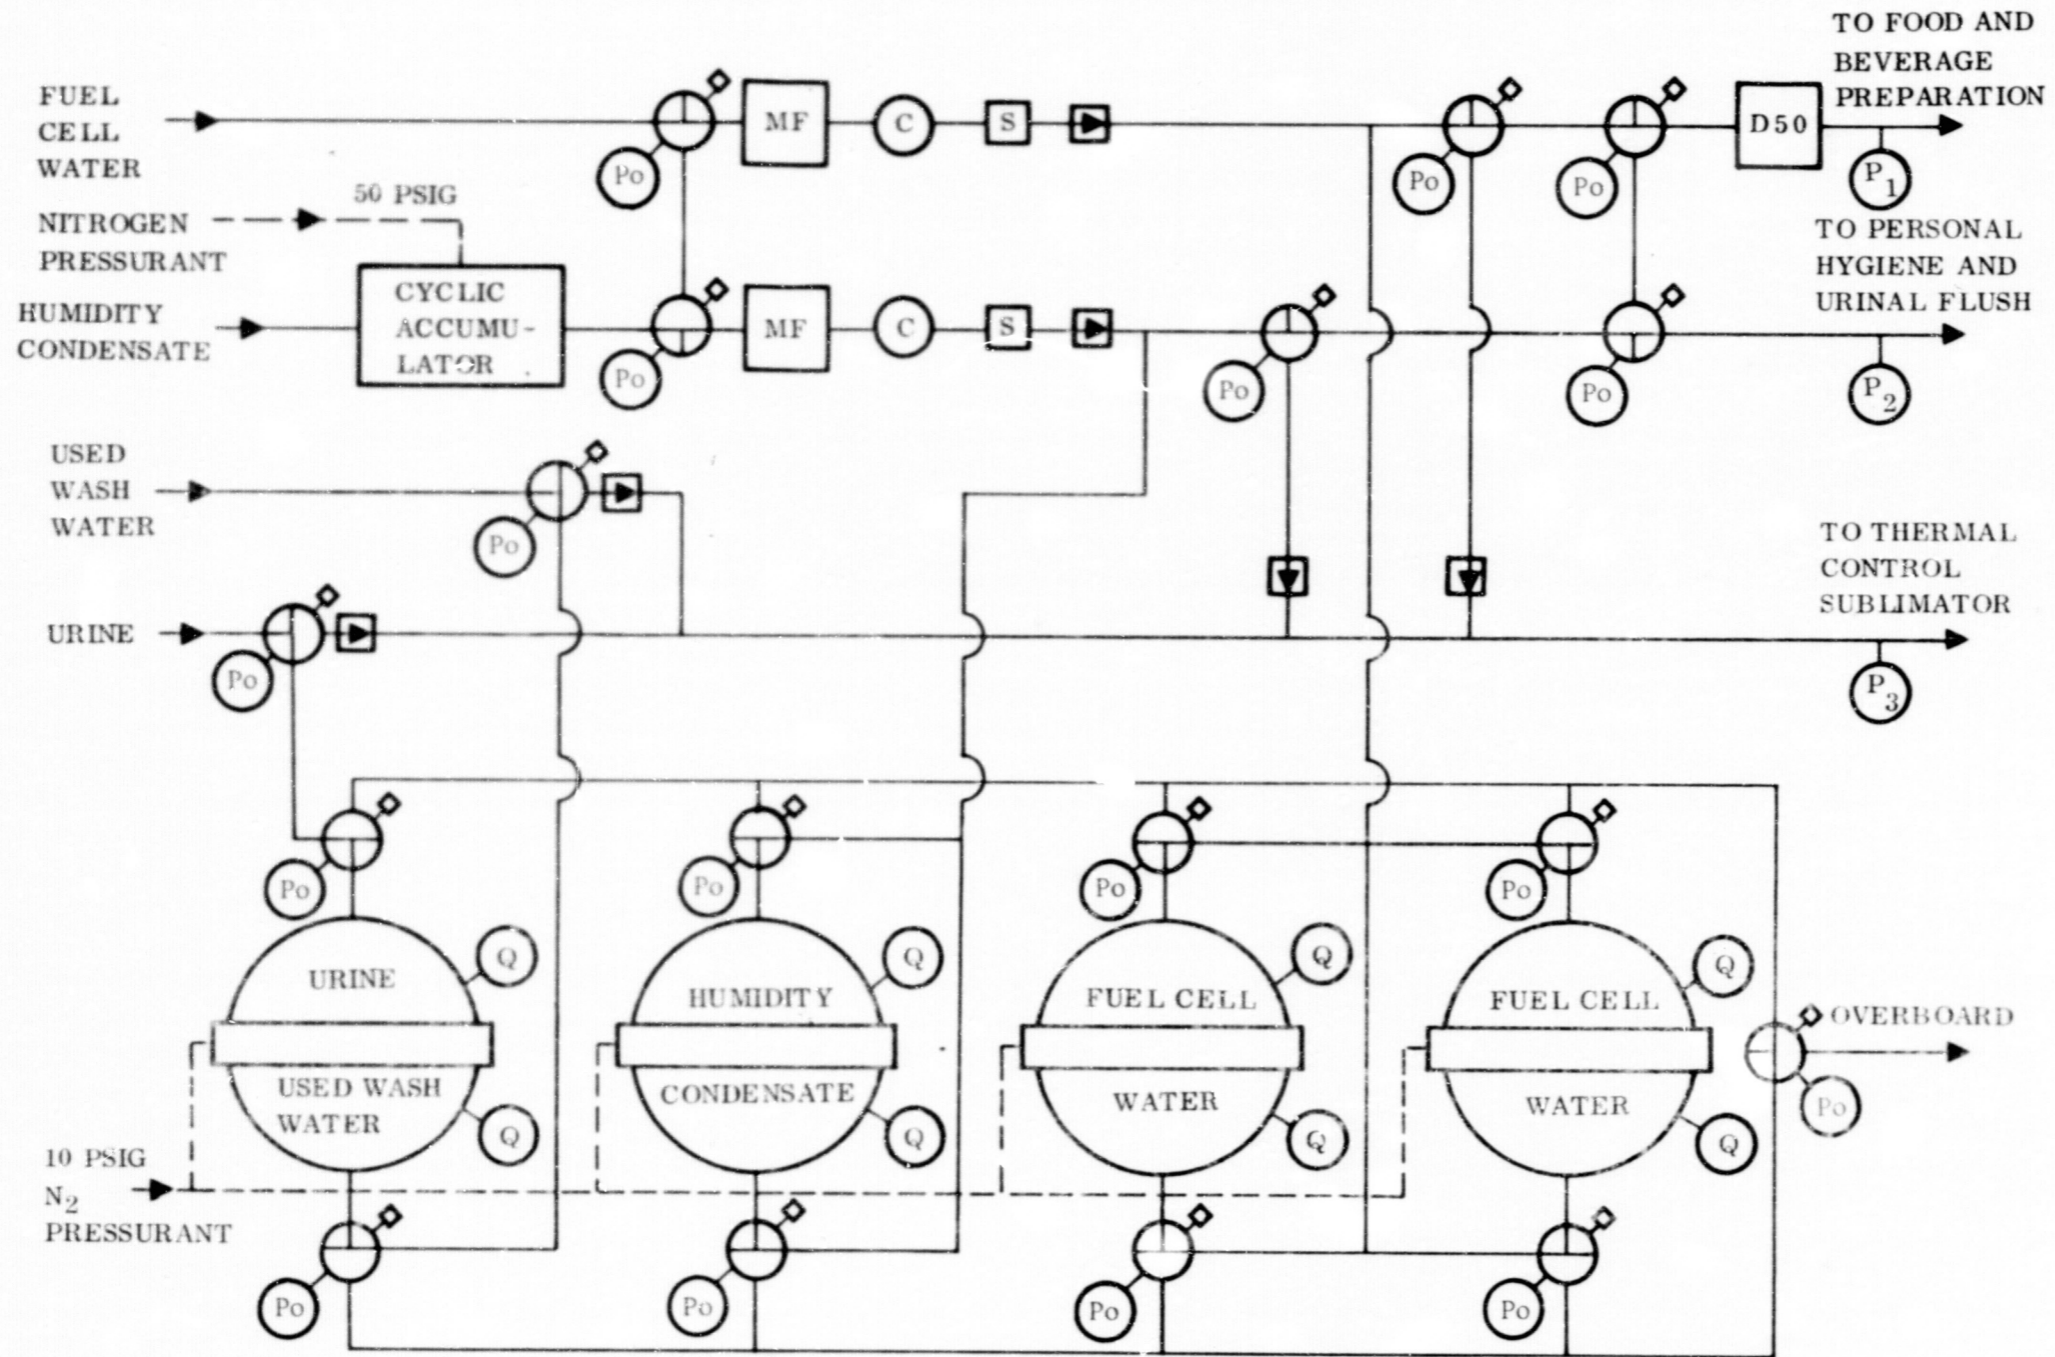 TO FOOD AND
BEVERAGE
PREPARATION
FUEL
CELL
WATER
MF
C
S
D50
Po
Po
Po
P1
50 PSIG
NITROGEN
PRESSURANT
TO PERSONAL
HYGIENE AND
URINAL FLUSH
HUMIDITY
CONDENSATE
CYCLIC
ACCUMU-
LATOR
MF
C
S
Po
Po
Po
P2
USED
WASH
WATER
Po
TO THERMAL
CONTROL
SUBLIMATOR
URINE
Po
P3
Po
Po
Po
Po
Q
Q
Q
Q
URINE
HUMIDITY
FUEL CELL
FUEL CELL
OVERBOARD
USED WASH
WATER
CONDENSATE
WATER
WATER
Po
Q
Q
Q
Q
10 PSIG
N2
PRESSURANT
Po
Po
Po
Po